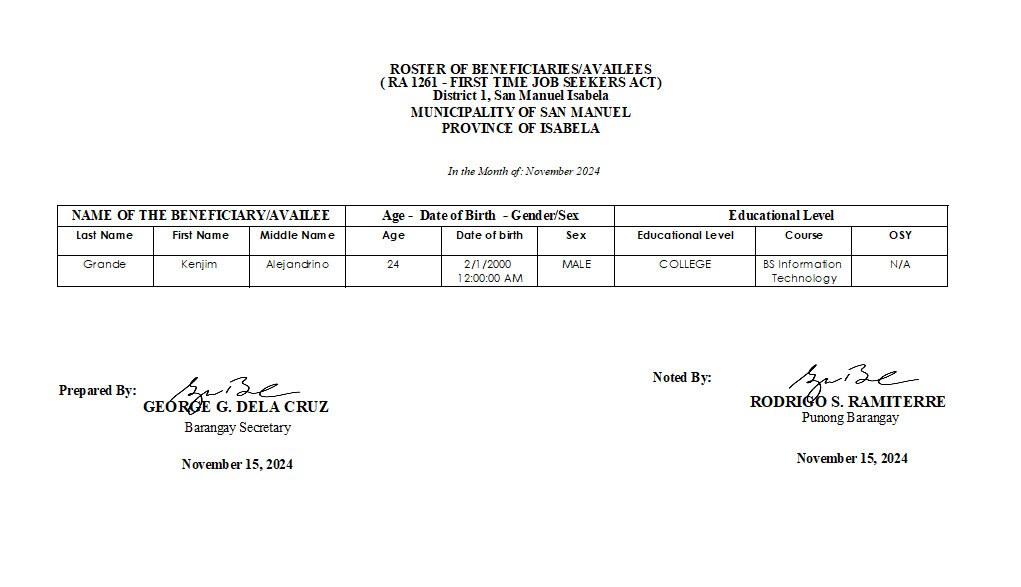 ROSTER OF BENEFICIARIES/AVAILEES
( RA 1261 - FIRST TIME JOB SEEKERS ACT)
District 1, San Manuel Isabela
MUNICIPALITY OF SAN MANUEL
PROVINCE OF ISABELA
In the Month of: November 2024
NAME OF THE BENEFICIARY/AVAILEE Age - Date of Birth - Gender/Sex Educational Level
Last Name First Name Middle Name Age Date of birth Sex Educational Level Course OSY
Grande Kenjim Alejandrino 24 2/1/2000 MALE COLLEGE BS Information N/A
12:00:00 AM Technology
Prepared By:
GEORGE G. DELA CRUZ
Barangay Secretary
November 15, 2024
Noted By:
RODRIGO S. RAMITERRE
Punong Barangay
November 15, 2024